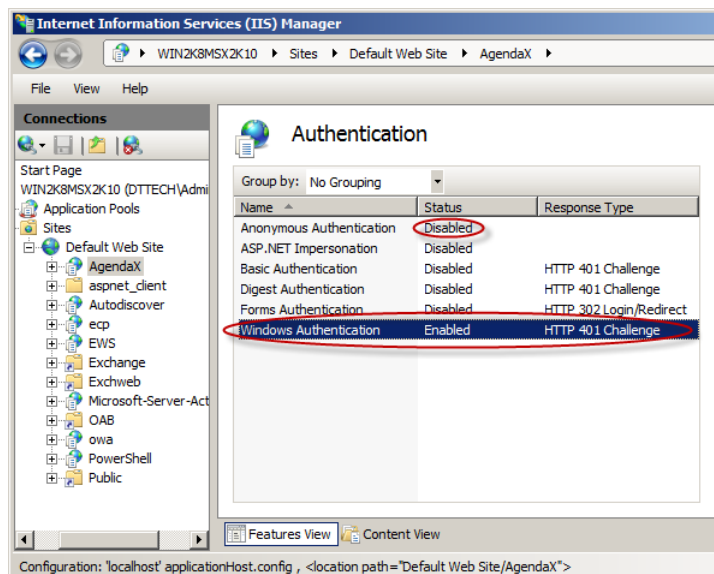 Internet Information Services (IIS) Manager
WIN2K8MSX2K10 Sites Default Web Site AgendaX
File View Help
Connections
Start Page
WIN2K8MSX2K10 (DTTECH\Admi
Application Pools
Sites
Default Web Site
AgendaX
aspnet_client
Autodiscover
ecp
EWS
Exchange
Exchweb
Microsoft-Server-Act
OAB
owa
PowerShell
Public
Authentication
Group by: No Grouping
Name Status Response Type
Anonymous Authentication Disabled
ASP.NET Impersonation Disabled
Basic Authentication Disabled HTTP 401 Challenge
Digest Authentication Disabled HTTP 401 Challenge
Forms Authentication Disabled HTTP 302 Login/Redirect
Windows Authentication Enabled HTTP 401 Challenge
Features View Content View
Configuration: 'localhost' applicationHost.config , <location path="Default Web Site/AgendaX">